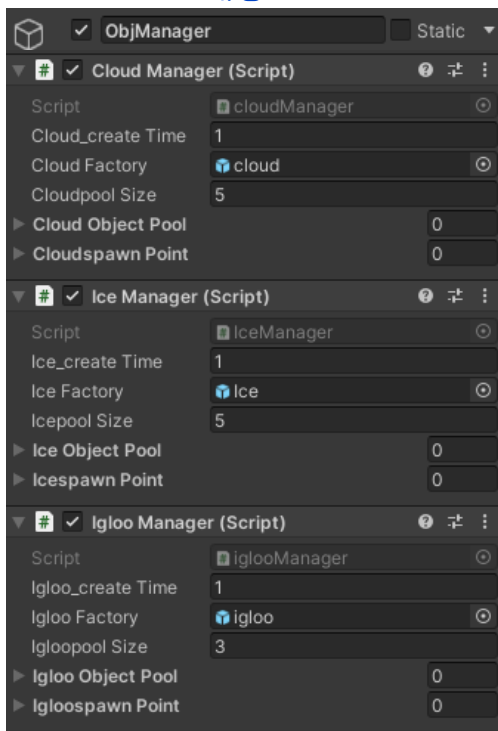 ObjManager Static
# Cloud Manager (Script)
Script cloudManager
Cloud_create Time 1
Cloud Factory cloud
Cloudpool Size 5
Cloud Object Pool 0
Cloudspawn Point 0
# Ice Manager (Script)
Script IceManager
Ice_create Time 1
Ice Factory Ice
Icepool Size 5
Ice Object Pool 0
Icespawn Point 0
# Igloo Manager (Script)
Script iglooManager
Igloo_create Time 1
Igloo Factory igloo
Igloopool Size 3
Igloo Object Pool 0
Igloospawn Point 0